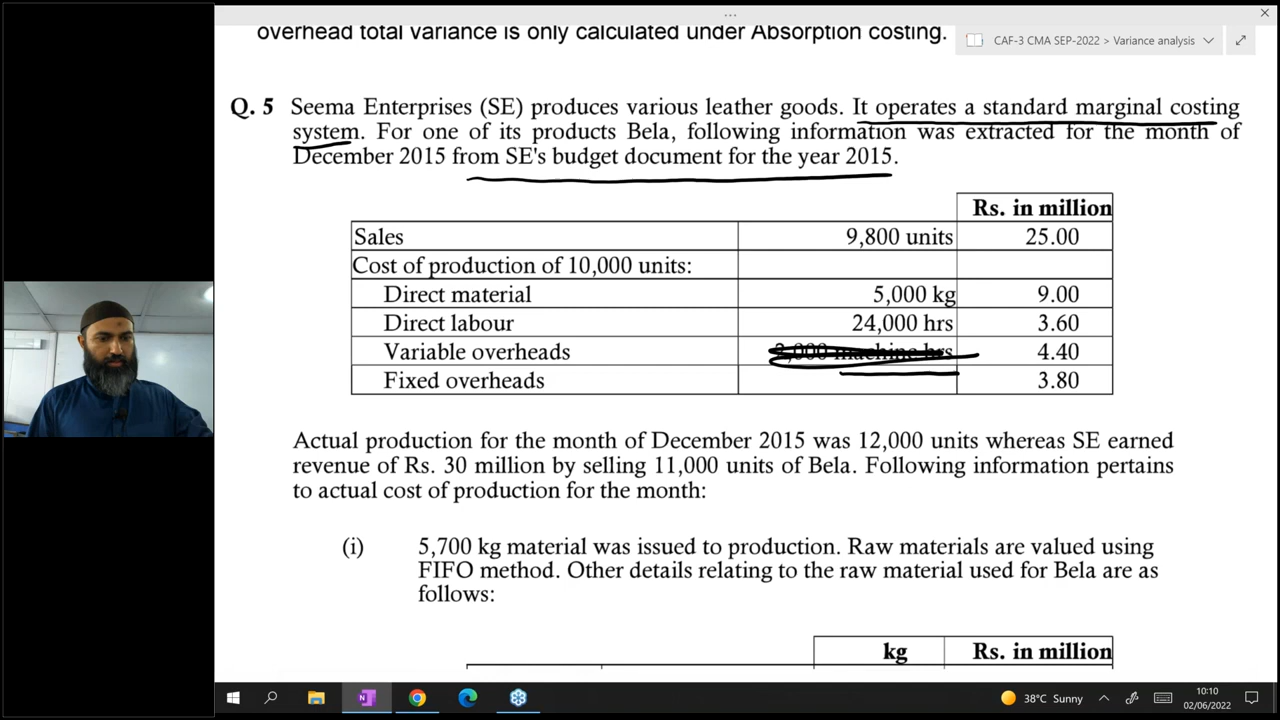 overhead total variance is only calculated under Absorption costing.
CAF-3 CMA SEP-2022 > Variance analysis
Q. 5 Seema Enterprises (SE) produces various leather goods. It operates a standard marginal costing
system. For one of its products Bela, following information was extracted for the month of
December 2015 from SE's budget document for the year 2015.
Rs. in million
Sales 9,800 units 25.00
Cost of production of 10,000 units:
Direct material 5,000 kg 9.00
Direct labour 24,000 hrs 3.60
Variable overheads machine hrs 4.40
Fixed overheads 3.80
Actual production for the month of December 2015 was 12,000 units whereas SE earned
revenue of Rs. 30 million by selling 11,000 units of Bela. Following information pertains
to actual cost of production for the month:
(i) 5,700 kg material was issued to production. Raw materials are valued using
FIFO method. Other details relating to the raw material used for Bela are as
follows:
kg Rs. in million
38°C Sunny
10:10
02/06/2022